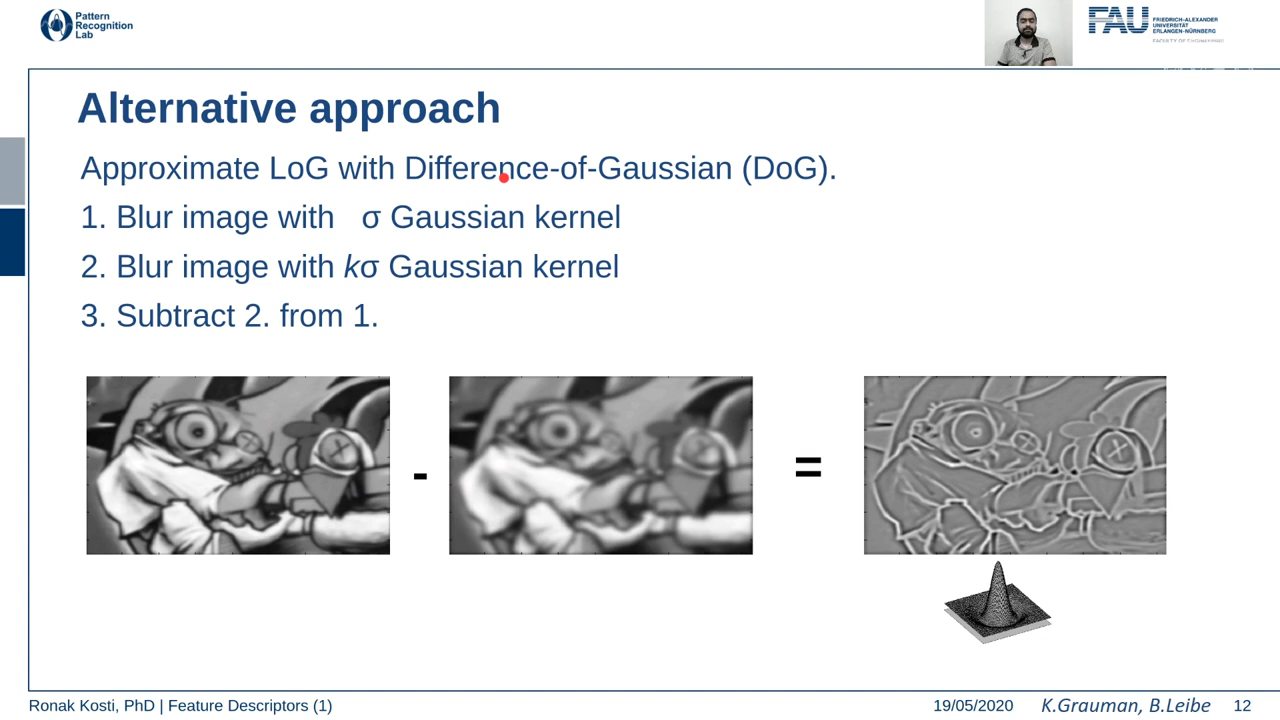 Pattern
Recognition
Lab
FAU
FRIEDRICH-ALEXANDER
UNIVERSITÄT
ERLANGEN-NÜRNBERG
Alternative approach
Approximate LoG with Difference-of-Gaussian (DoG).
1. Blur image with σ Gaussian kernel
2. Blur image with kσ Gaussian kernel
3. Subtract 2. from 1.
- =
Ronak Kosti, PhD | Feature Descriptors (1)
19/05/2020 K.Grauman, B.Leibe 12